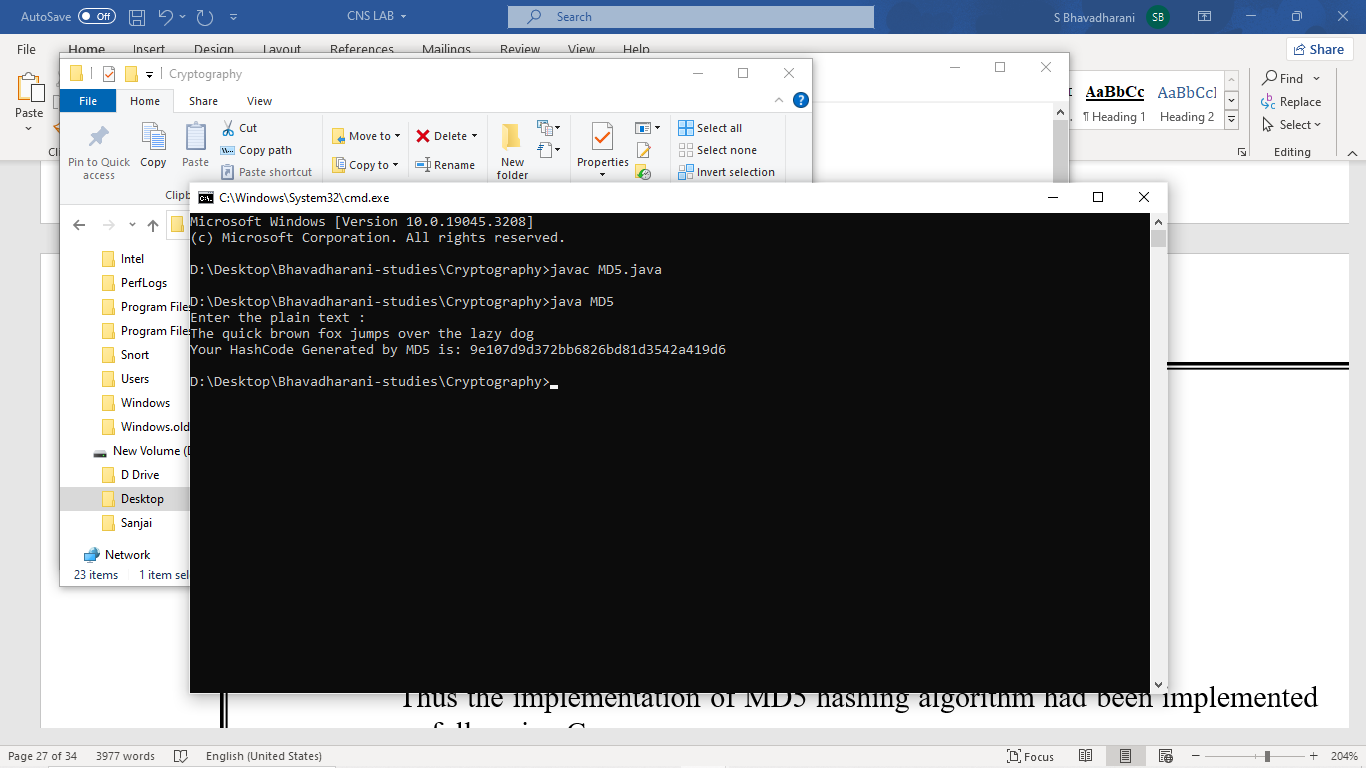 AutoSave Off CNS LAB Search S Bhavadharani SB
File Home Insert Design Layout References Mailings Review View Help Share
Cryptography
File Home Share View
Paste
Pin to Quick access
Copy
Paste
Cut
Copy path
Paste shortcut
Move to
Copy to
Delete
Rename
New folder
Properties
Select all
Select none
Invert selection
AaBbCc AaBbCc
¶ Heading 1 Heading 2
Find
Replace
Select
Editing
C:\Windows\System32\cmd.exe
Microsoft Windows [Version 10.0.19045.3208]
(c) Microsoft Corporation. All rights reserved.
D:\Desktop\Bhavadharani-studies\Cryptography>javac MD5.java
D:\Desktop\Bhavadharani-studies\Cryptography>java MD5
Enter the plain text :
The quick brown fox jumps over the lazy dog
Your HashCode Generated by MD5 is: 9e107d9d372bb6826bd81d3542a419d6
D:\Desktop\Bhavadharani-studies\Cryptography>
Intel
PerfLogs
Program Files
Program Files
Snort
Users
Windows
Windows.old
New Volume (D
D Drive
Desktop
Sanjai
Network
23 items 1 item sel
Thus the implementation of MD5 hashing algorithm had been implemented
Page 27 of 34 3977 words English (United States) Focus 204%